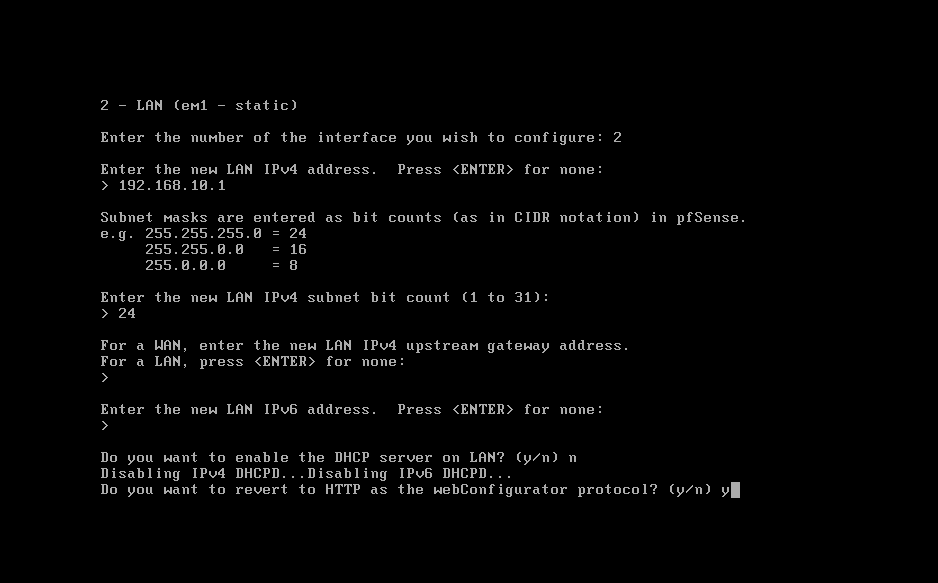 2 - LAN (em1 - static)
Enter the number of the interface you wish to configure: 2
Enter the new LAN IPv4 address.  Press <ENTER> for none:
> 192.168.10.1
Subnet masks are entered as bit counts (as in CIDR notation) in pfSense.
e.g. 255.255.255.0 = 24
     255.255.0.0   = 16
     255.0.0.0     = 8
Enter the new LAN IPv4 subnet bit count (1 to 31):
> 24
For a WAN, enter the new LAN IPv4 upstream gateway address.
For a LAN, press <ENTER> for none:
>
Enter the new LAN IPv6 address.  Press <ENTER> for none:
>
Do you want to enable the DHCP server on LAN? (y/n) n
Disabling IPv4 DHCPD...Disabling IPv6 DHCPD...
Do you want to revert to HTTP as the webConfigurator protocol? (y/n) y